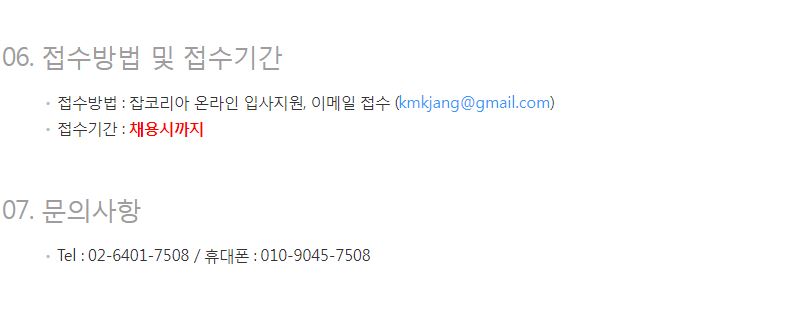 06. 접수방법 및 접수기간
• 접수방법 : 잡코리아 온라인 입사지원, 이메일 접수 (kmkjang@gmail.com)
• 접수기간 : 채용시까지
07. 문의사항
• Tel : 02-6401-7508 / 휴대폰 : 010-9045-7508